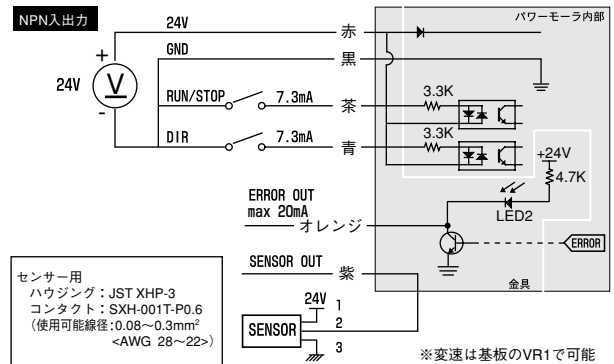 NPN入出力
パワーモーラ内部
24V
赤
GND
黒
+
24V
V
-
RUN/STOP
7.3mA
茶
3.3K
DIR
7.3mA
青
3.3K
+24V
4.7K
LED2
ERROR OUT
max 20mA
オレンジ
ERROR
SENSOR OUT
紫
金具
センサー用
ハウジング：JST XHP-3
コンタクト：SXH-001T-P0.6
（使用可能線径：0.08～0.3mm²
<AWG 28～22>）
24V
1
SENSOR
2
3
※変速は基板のVR1で可能